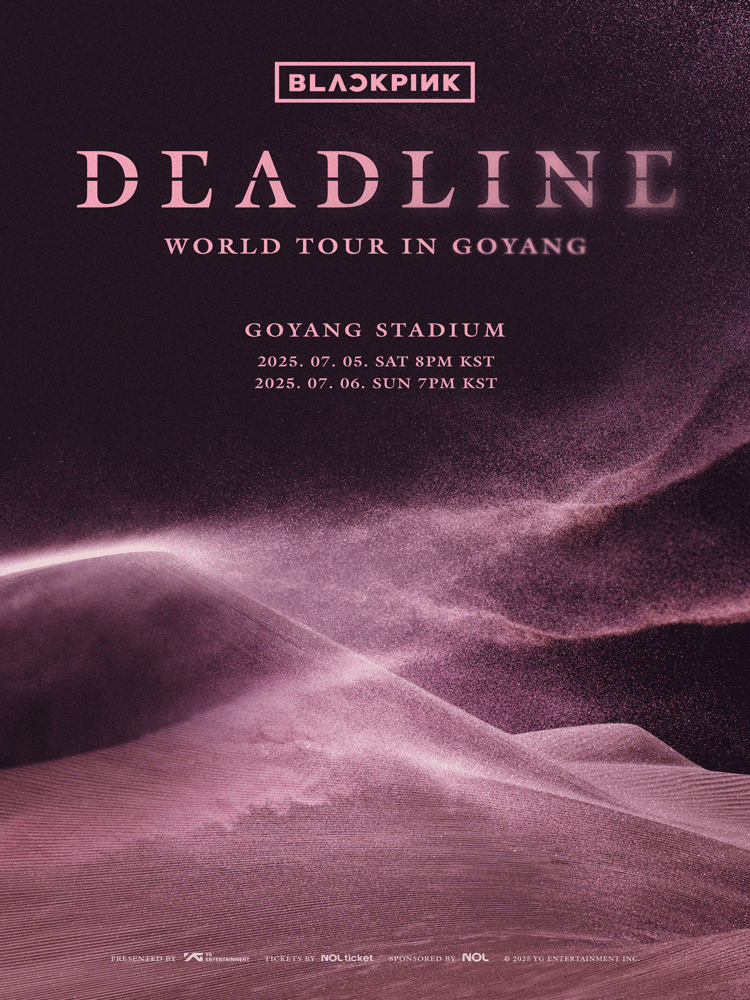 BLACKPINK
DEADLINE
WORLD TOUR IN GOYANG
GOYANG STADIUM
2025. 07. 05. SAT 8PM KST
2025. 07. 06. SUN 7PM KST
PRESENTED BY YG ENTERTAINMENT TICKETS BY NOL ticket SPONSORED BY NOL © 2025 YG ENTERTAINMENT INC.